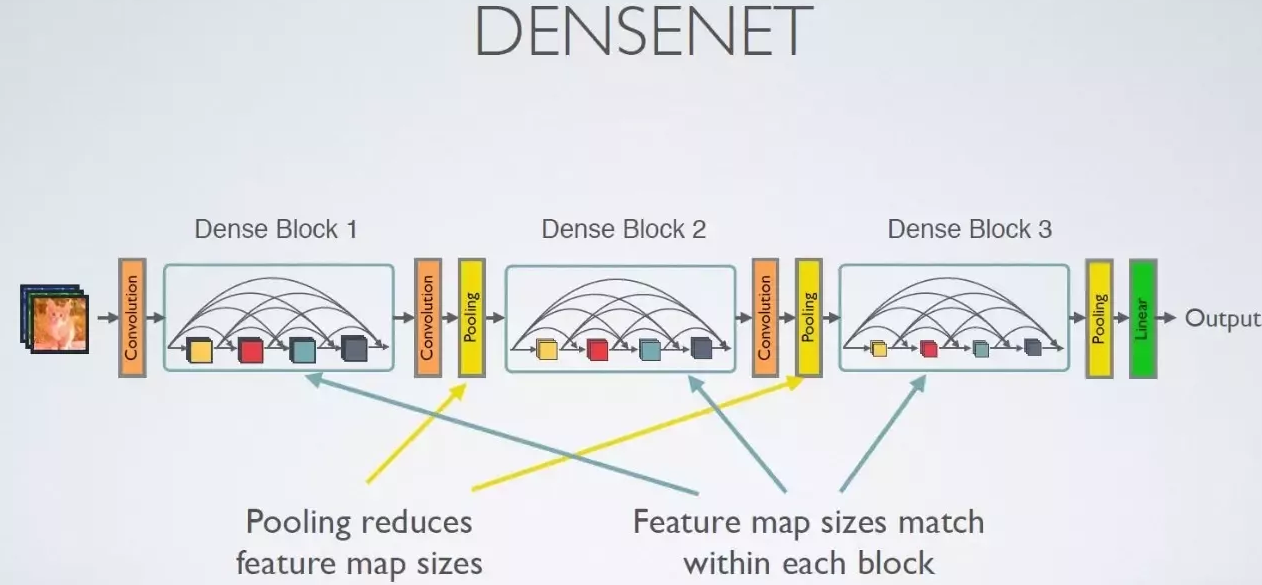 DENSENET
Dense Block 1
Dense Block 2
Dense Block 3
Convolution
Convolution
Pooling
Convolution
Pooling
Pooling
Linear
Output
Pooling reduces
feature map sizes
Feature map sizes match
within each block